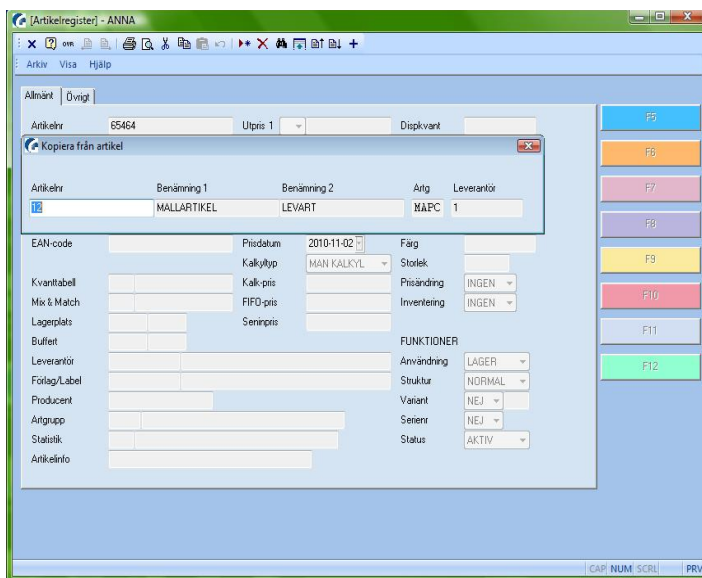 [Artikelregister] - ANNA
OVR
Arkiv Visa Hjälp
Allmänt Övrigt
Artikelnr 65464 Utpris 1 Dispkvant
F5
Kopiera från artikel
F6
Artikelnr Benämning 1 Benämning 2 Artg Leverantör
F7
12 MALLARTIKEL LEVART MAPC 1
F8
EAN-code Prisdatum 2010-11-02 Färg
Kalkyltyp MAN KALKYL Storlek
F9
Kvanttabell Kalk-pris Prisändring INGEN
Mix & Match FIFO-pris Inventering INGEN
F10
Lagerplats Seninpris
F11
Buffert FUNKTIONER
Leverantör Användning LAGER
F12
Förlag/Label Struktur NORMAL
Producent Variant NEJ
Artgrupp Serienr NEJ
Statistik Status AKTIV
Artikelinfo
CAP NUM SCRL PRV